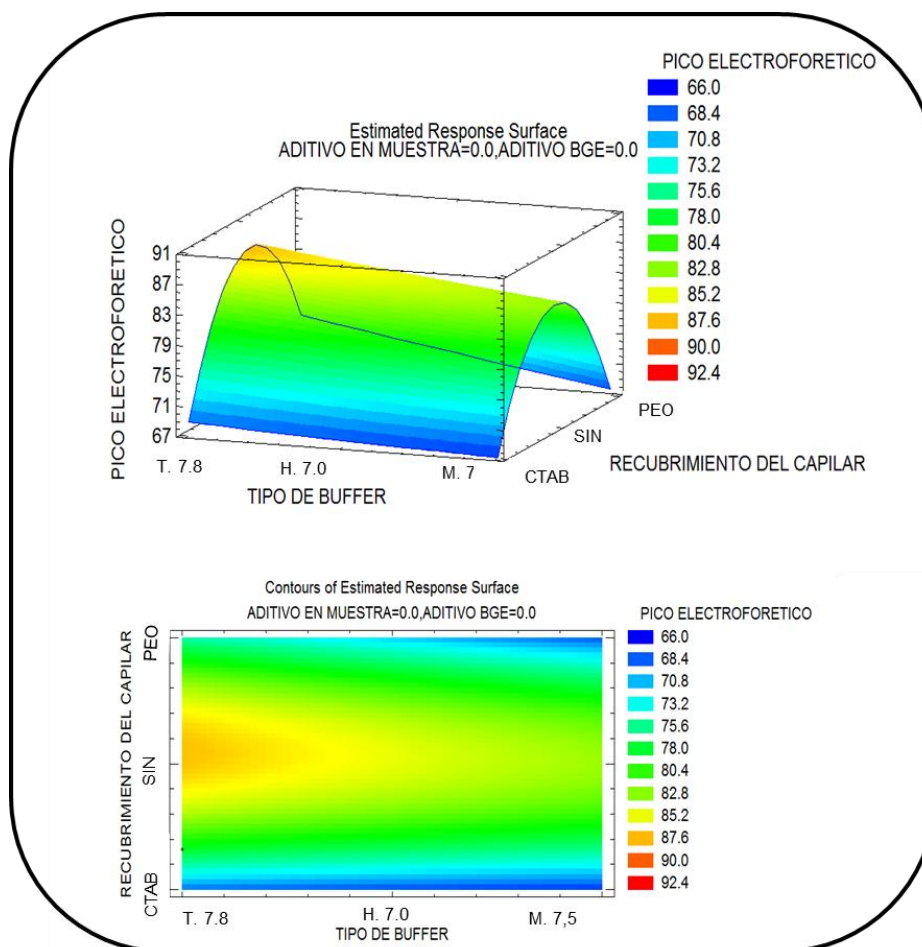 PICO ELECTROFORETICO
66.0
68.4
70.8
73.2
75.6
78.0
80.4
82.8
85.2
87.6
90.0
92.4
Estimated Response Surface
ADITIVO EN MUESTRA=0.0,ADITIVO BGE=0.0
PICO ELECTROFORETICO
91
87
83
79
75
71
67
T. 7.8
H. 7.0
M. 7
TIPO DE BUFFER
CTAB
SIN
PEO
RECUBRIMIENTO DEL CAPILAR
Contours of Estimated Response Surface
ADITIVO EN MUESTRA=0.0,ADITIVO BGE=0.0
RECUBRIMIENTO DEL CAPILAR
PEO
SIN
CTAB
T. 7.8
H. 7.0
M. 7,5
TIPO DE BUFFER
PICO ELECTROFORETICO
66.0
68.4
70.8
73.2
75.6
78.0
80.4
82.8
85.2
87.6
90.0
92.4